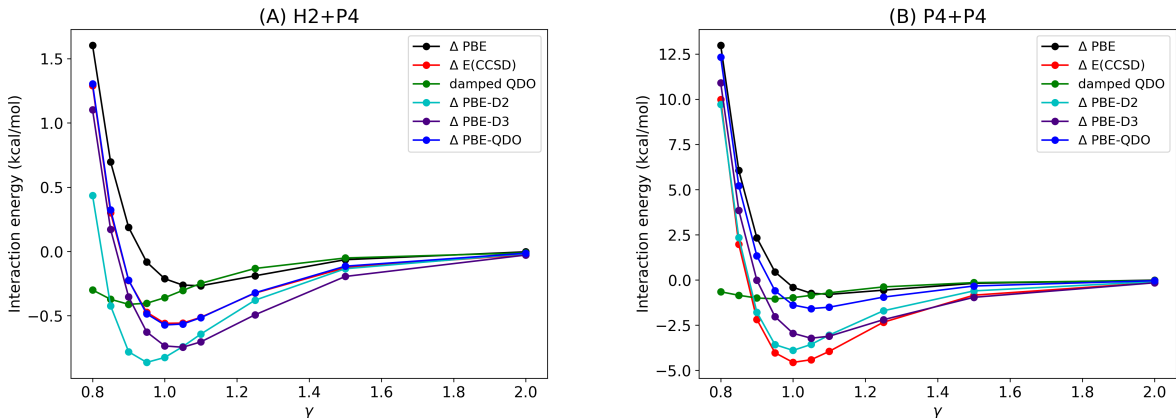 (A) H2+P4
Interaction energy (kcal/mol)
1.5
1.0
0.5
0.0
−0.5
0.8
1.0
1.2
1.4
1.6
1.8
2.0
γ
Δ PBE
Δ E(CCSD)
damped QDO
Δ PBE-D2
Δ PBE-D3
Δ PBE-QDO
(B) P4+P4
Interaction energy (kcal/mol)
12.5
10.0
7.5
5.0
2.5
0.0
−2.5
−5.0
0.8
1.0
1.2
1.4
1.6
1.8
2.0
γ
Δ PBE
Δ E(CCSD)
damped QDO
Δ PBE-D2
Δ PBE-D3
Δ PBE-QDO